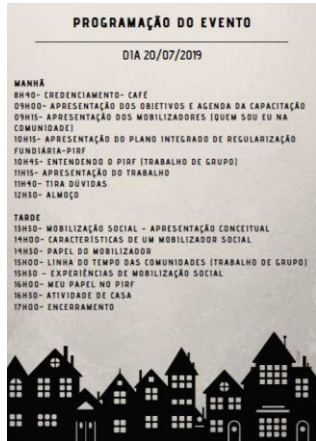 PROGRAMAÇÃO DO EVENTO
DIA 20/07/2019
MANHÃ
8H40- CREDENCIAMENTO- CAFÉ
09H00- APRESENTAÇÃO DOS OBJETIVOS E AGENDA DA CAPACITAÇÃO
09H15- APRESENTAÇÃO DOS MOBILIZADORES (QUEM SOU EU NA
COMUNIDADE)
10H15- APRESENTAÇÃO DO PLANO INTEGRADO DE REGULARIZAÇÃO
FUNDIÁRIA-PIRF
10H45- ENTENDENDO O PIRF (TRABALHO DE GRUPO)
11H15- APRESENTAÇÃO DO TRABALHO
11H40- TIRA DÚVIDAS
12H30- ALMOÇO
TARDE
13H30- MOBILIZAÇÃO SOCIAL - APRESENTAÇÃO CONCEITUAL
14H00- CARACTERÍSTICAS DE UM MOBILIZADOR SOCIAL
14H30- PAPEL DO MOBILIZADOR
15H00- LINHA DO TEMPO DAS COMUNIDADES (TRABALHO DE GRUPO)
15H30 - EXPERIÊNCIAS DE MOBILIZAÇÃO SOCIAL
16H00- MEU PAPEL NO PIRF
16H30- ATIVIDADE DE CASA
17H00- ENCERRAMENTO